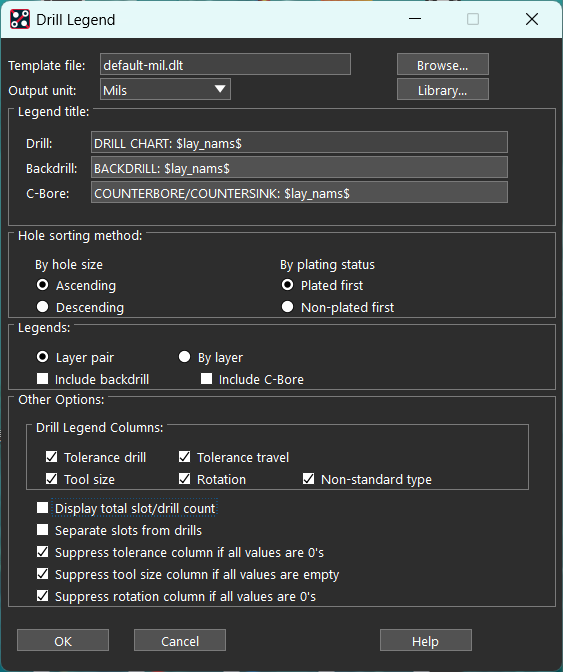 Drill Legend
Template file: default-mil.dlt Browse...
Output unit: Mils Library...
Legend title:
Drill: DRILL CHART: $lay_nams$
Backdrill: BACKDRILL: $lay_nams$
C-Bore: COUNTERBORE/COUNTERSINK: $lay_nams$
Hole sorting method:
By hole size By plating status
Ascending Plated first
Descending Non-plated first
Legends:
Layer pair By layer
Include backdrill Include C-Bore
Other Options:
Drill Legend Columns:
Tolerance drill Tolerance travel
Tool size Rotation Non-standard type
Display total slot/drill count
Separate slots from drills
Suppress tolerance column if all values are 0's
Suppress tool size column if all values are empty
Suppress rotation column if all values are 0's
OK Cancel Help